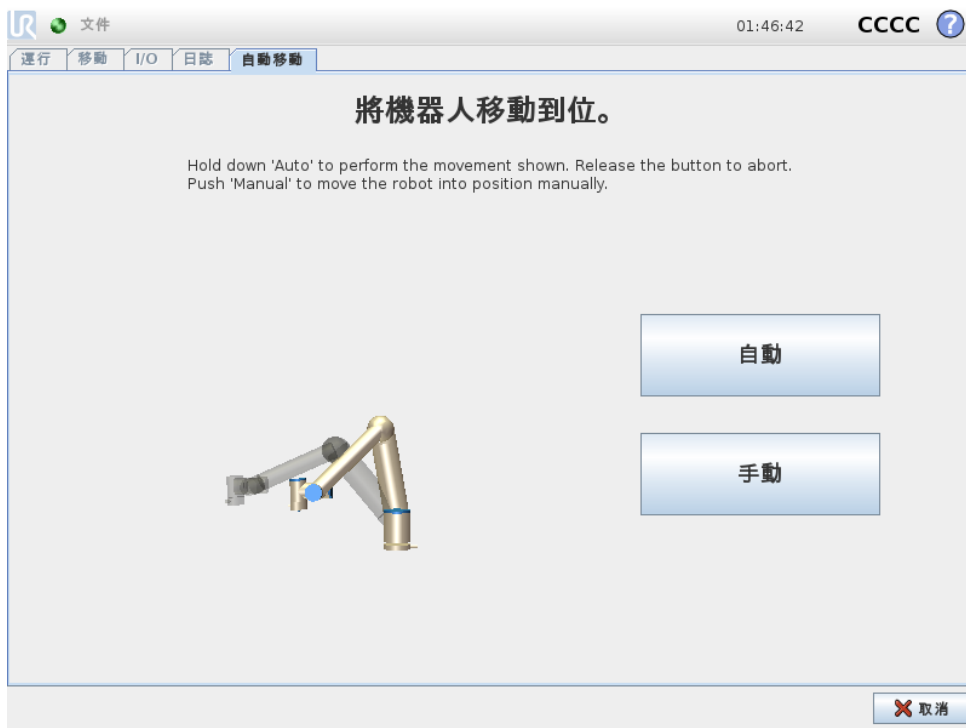 UR
文件
01:46:42
CCCC
?
運行
移動
I/O
日誌
自動移動
將機器人移動到位。
Hold down 'Auto' to perform the movement shown. Release the button to abort.
Push 'Manual' to move the robot into position manually.
自動
手動
取消